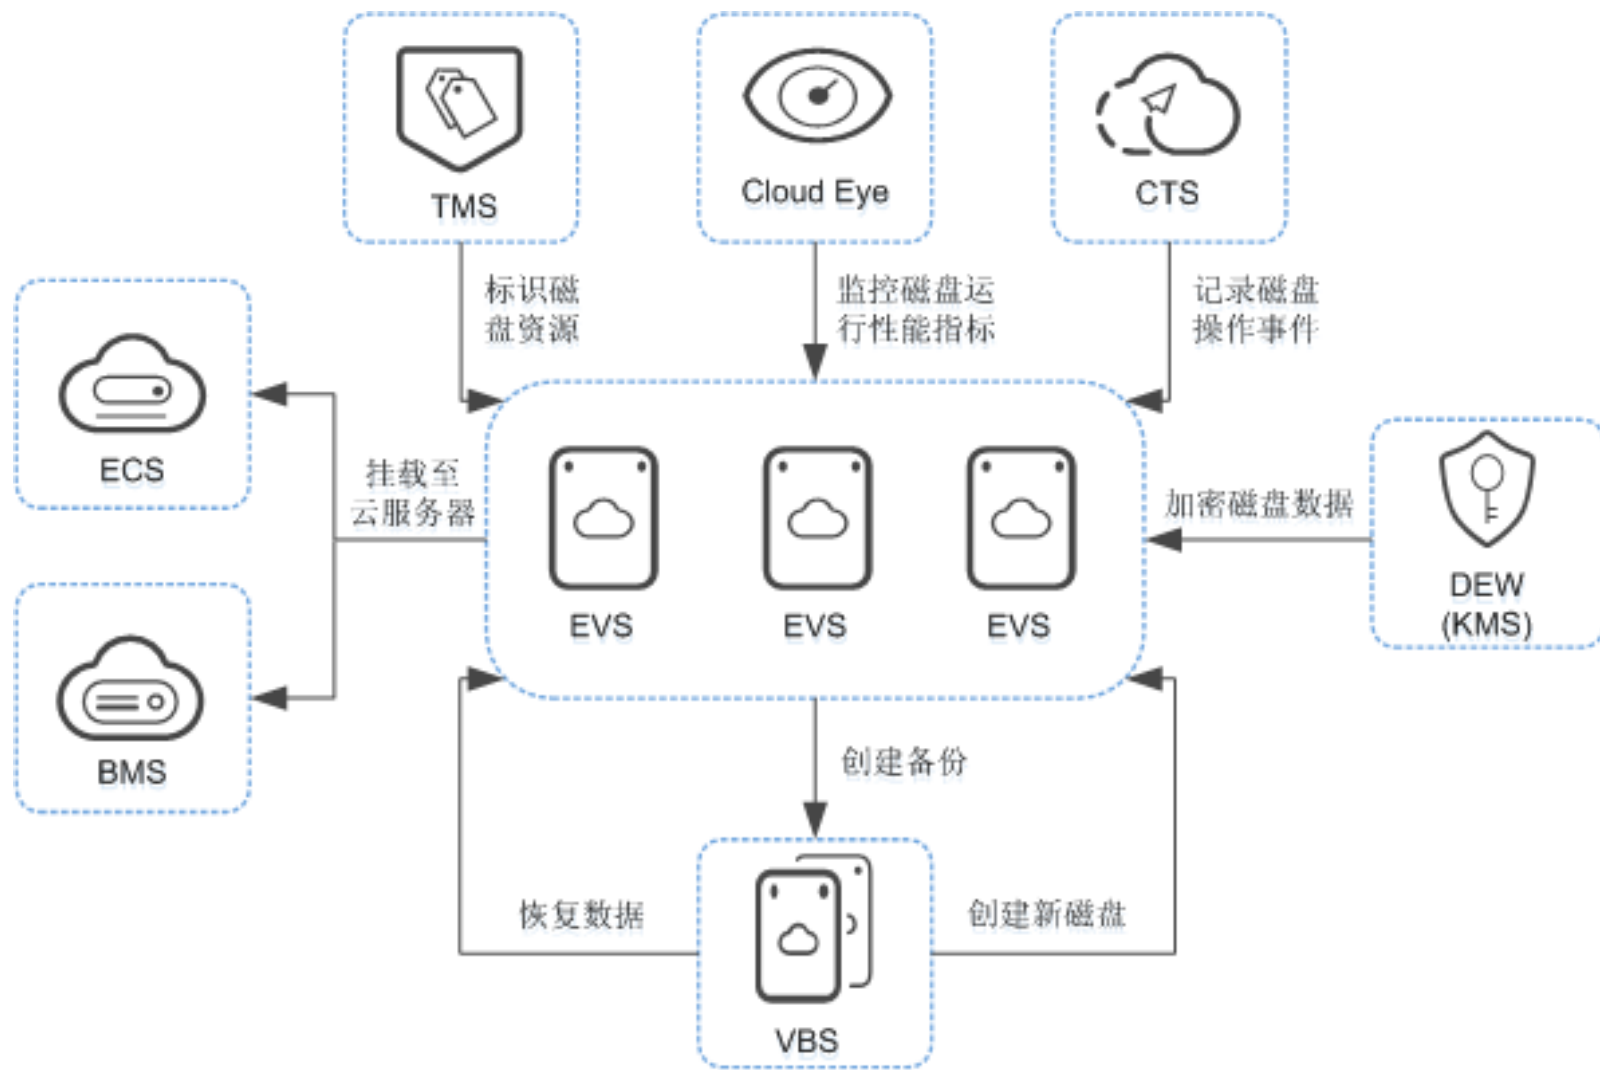 TMS
Cloud Eye
CTS
标识磁
盘资源
监控磁盘运
行性能指标
记录磁盘
操作事件
ECS
挂载至
云服务器
BMS
EVS
EVS
EVS
加密磁盘数据
DEW
(KMS)
创建备份
恢复数据
创建新磁盘
VBS